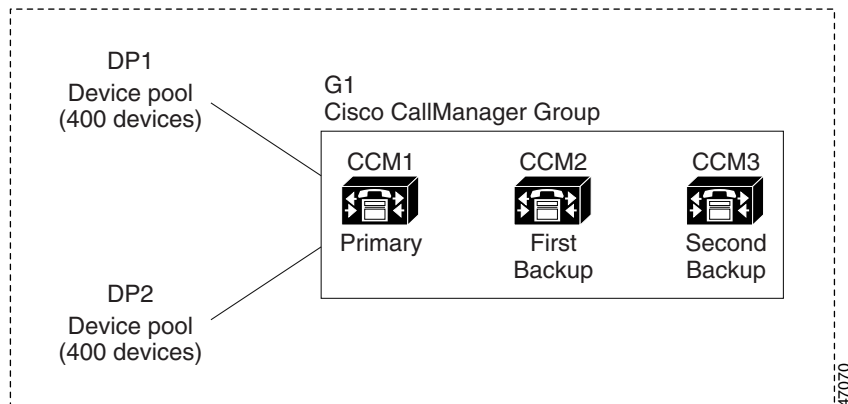 DP1
Device pool
(400 devices)
G1
Cisco CallManager Group
CCM1
Primary
CCM2
First
Backup
CCM3
Second
Backup
DP2
Device pool
(400 devices)
47070